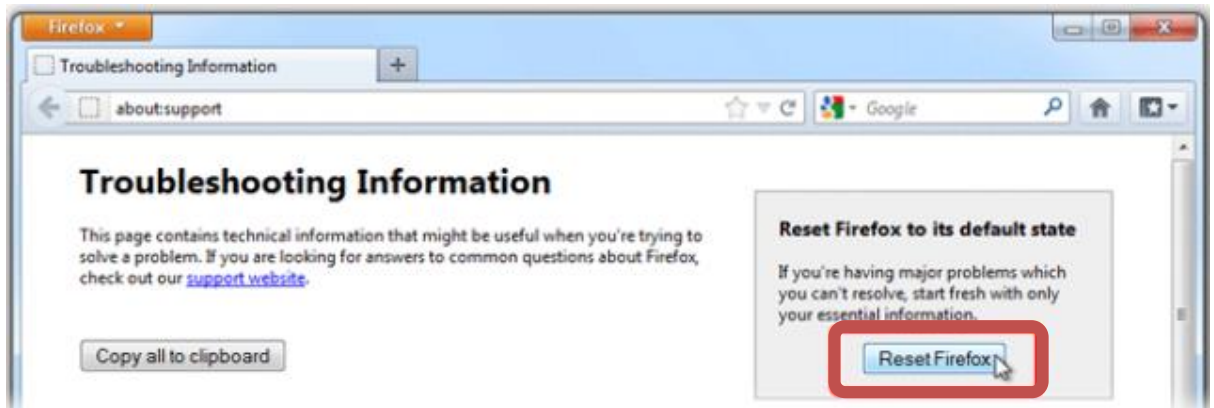 Firefox
Troubleshooting Information
about:support
Google
Troubleshooting Information
This page contains technical information that might be useful when you're trying to
solve a problem. If you are looking for answers to common questions about Firefox,
check out our support website.
Copy all to clipboard
Reset Firefox to its default state
If you're having major problems which
you can't resolve, start fresh with only
your essential information.
Reset Firefox